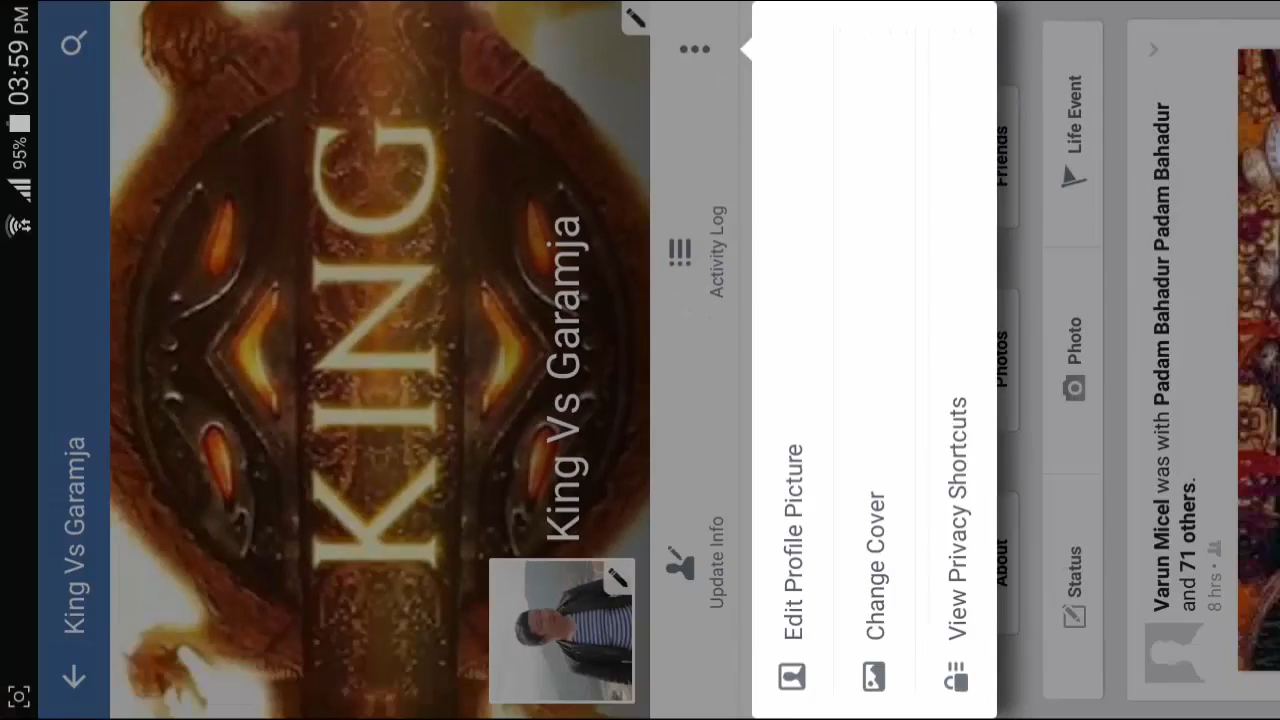 95% 03:59 PM
King Vs Garamja
KING
King Vs Garamja
Update Info
Activity Log
Edit Profile Picture
Change Cover
View Privacy Shortcuts
About
Photos
Friends
Status
Photo
Life Event
Varun Micel was with Padam Bahadur Padam Bahadur
and 71 others.
8 hrs •